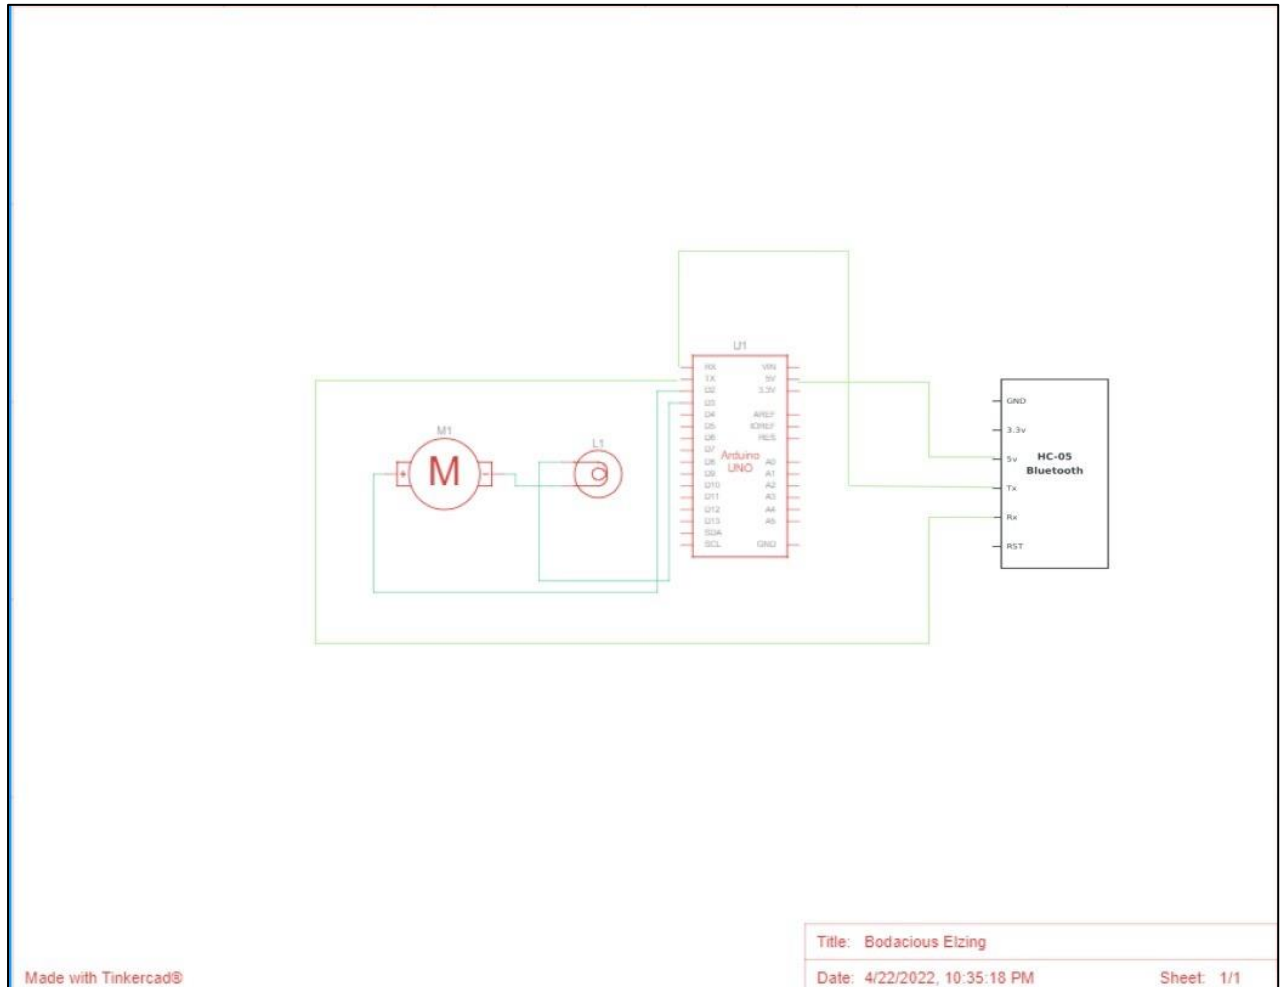 U1
RX
TX
D2
D3
D4
D5
D6
D7
D8
D9
D10
D11
D12
D13
SDA
SCL
VIN
5V
3.3V
AREF
IOREF
RES
A0
A1
A2
A3
A4
A5
GND
Arduino
UNO
M1
+
M
-
L1
GND
3.3v
5v
Tx
Rx
RST
HC-05
Bluetooth
Made with Tinkercad®
Title: Bodacious Elzing
Date: 4/22/2022, 10:35:18 PM Sheet: 1/1